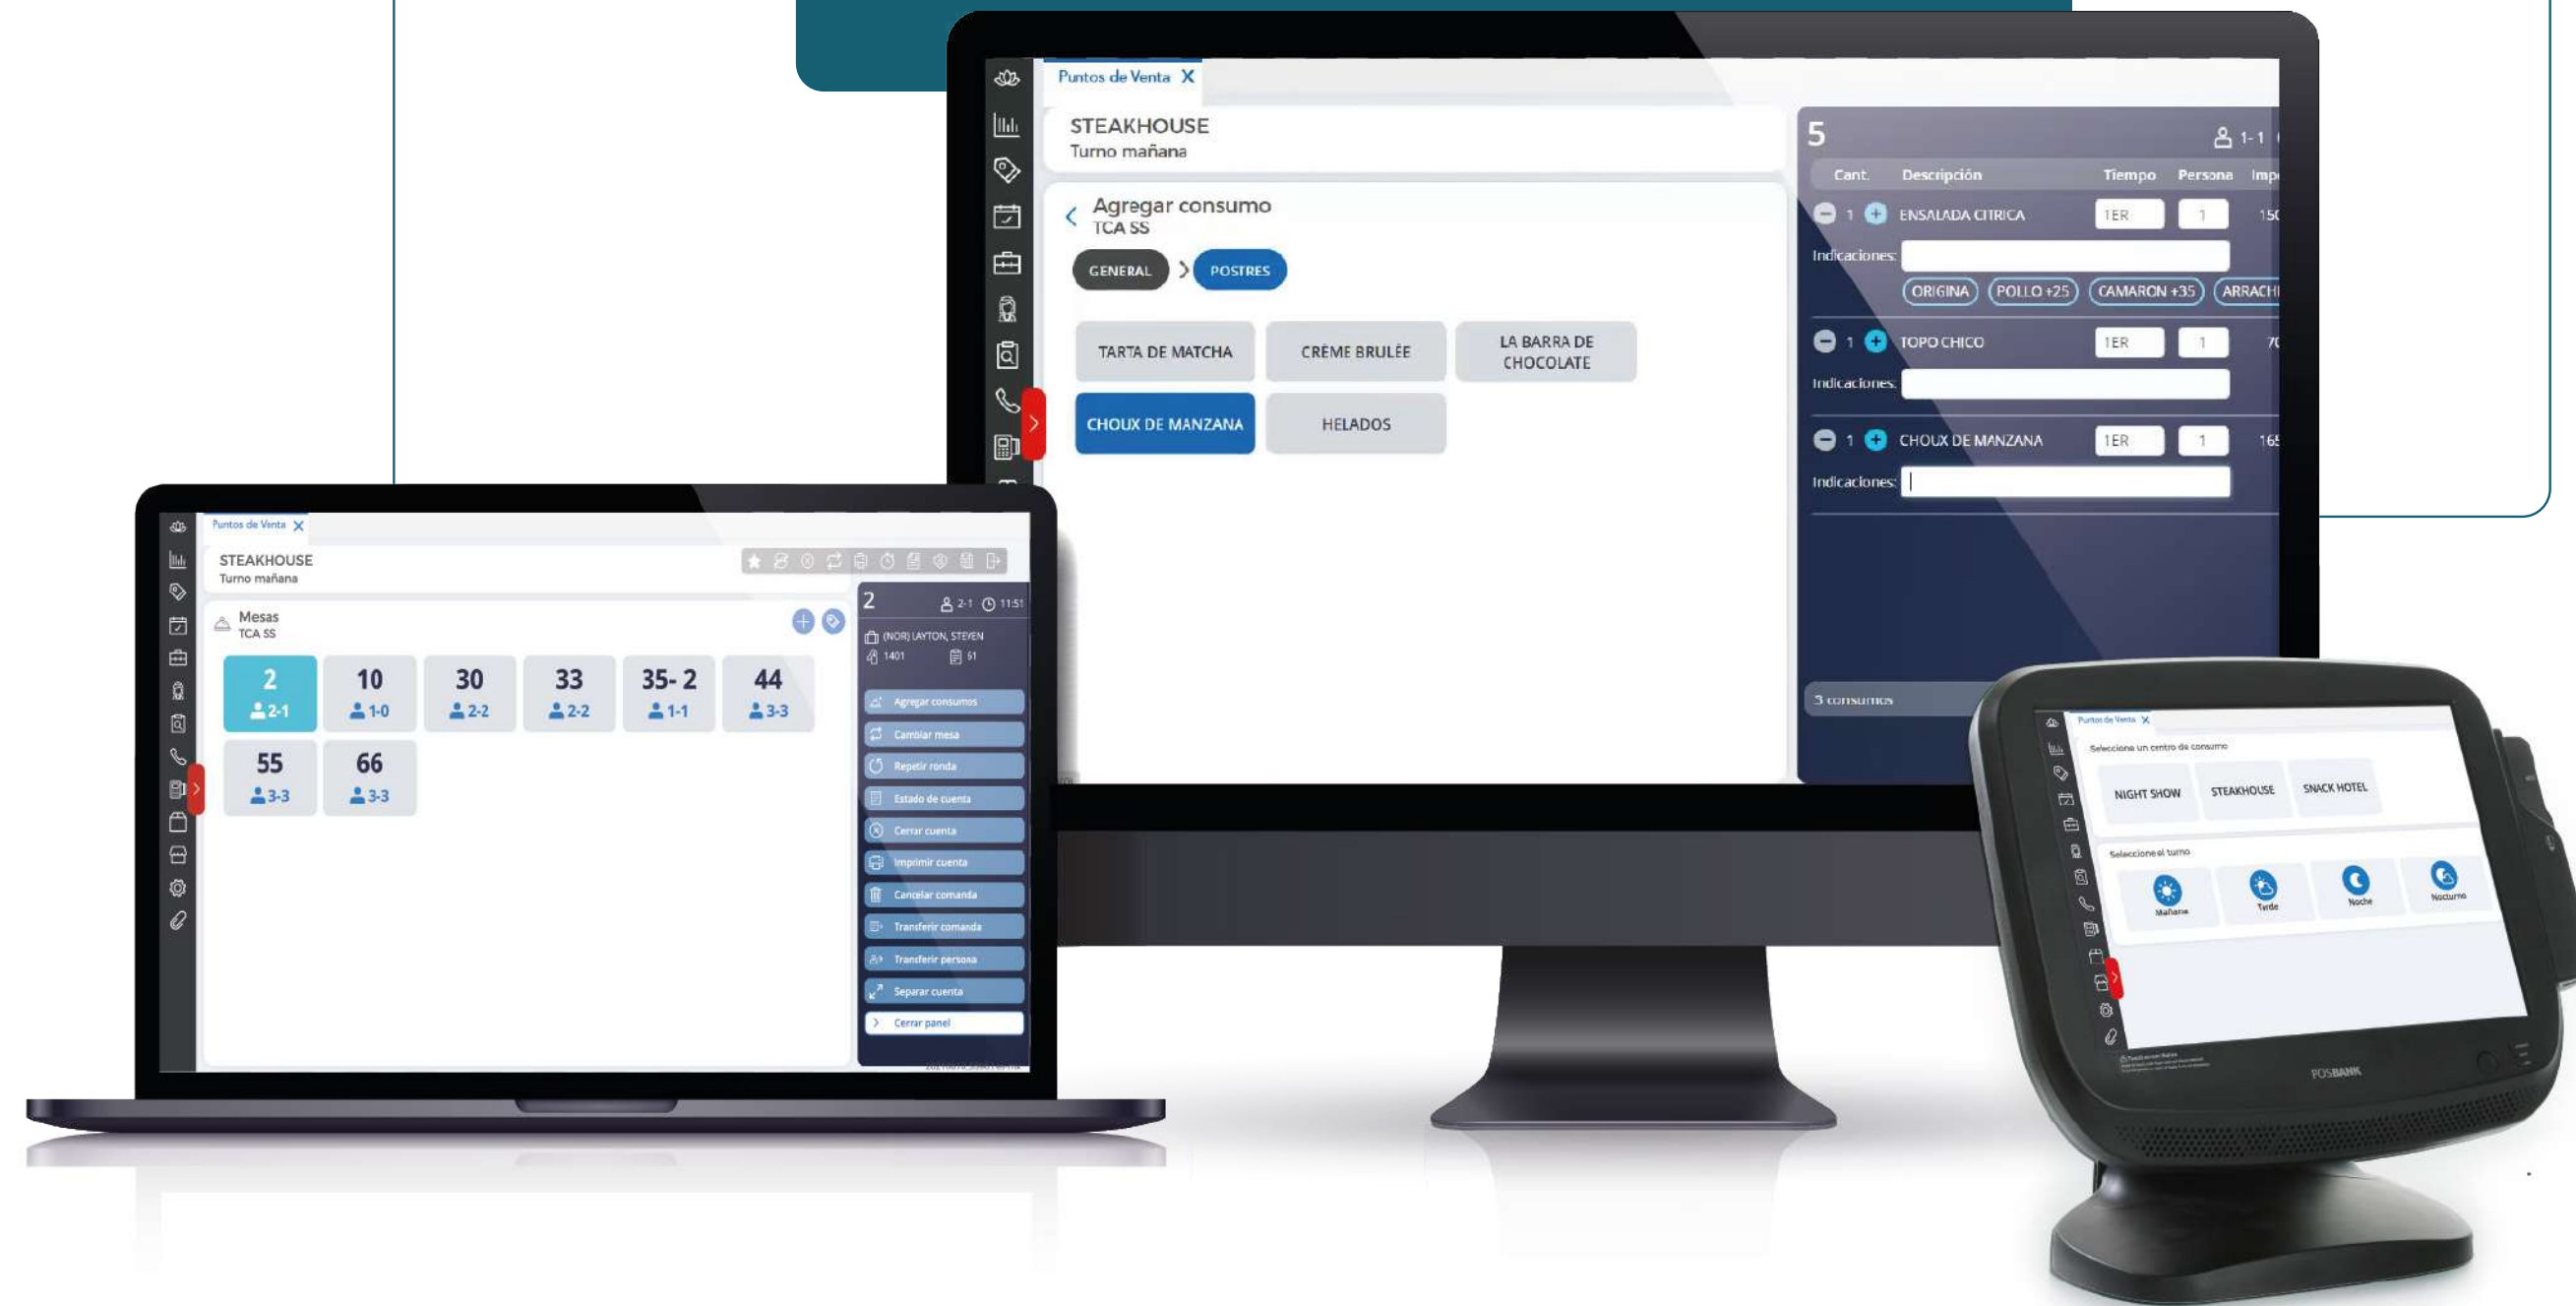 Puntos de Venta X
STEAKHOUSE
Turno mañana
Agregar consumo
TCA SS
GENERAL > POSTRES
TARTA DE MATCHA
CRÈME BRULÉE
LA BARRA DE
CHOCOLATE
CHOUX DE MANZANA
HELADOS
5 1-1
Cant. Descripción Tiempo Persona Imp
1 ENSALADA CITRICA 1ER 1 150
Indicaciones:
ORIGINA POLLO +25 CAMARON +35 ARRACH
1 TOPO CHICO 1ER 1 70
Indicaciones:
1 CHOUX DE MANZANA 1ER 1 165
Indicaciones:
3 consumos
Puntos de Venta X
STEAKHOUSE
Turno mañana
Mesas
TCA SS
2 10 30 33 35- 2 44
2-1 1-0 2-2 2-2 1-1 3-3
55 66
3-3 3-3
2 2-1 11:51
(NOR) LAYTON, STEVEN
1401 61
Agregar consumos
Cambiar mesa
Repetir ronda
Estado de cuenta
Cerrar cuenta
Imprimir cuenta
Cancelar comanda
Transferir comanda
Transferir persona
Separar cuenta
Cerrar panel
Puntos de Venta X
Seleccione un centro de consumo
NIGHT SHOW STEAKHOUSE SNACK HOTEL
Seleccione el turno
Mañana Tarde Noche Nocturno
POSBANK